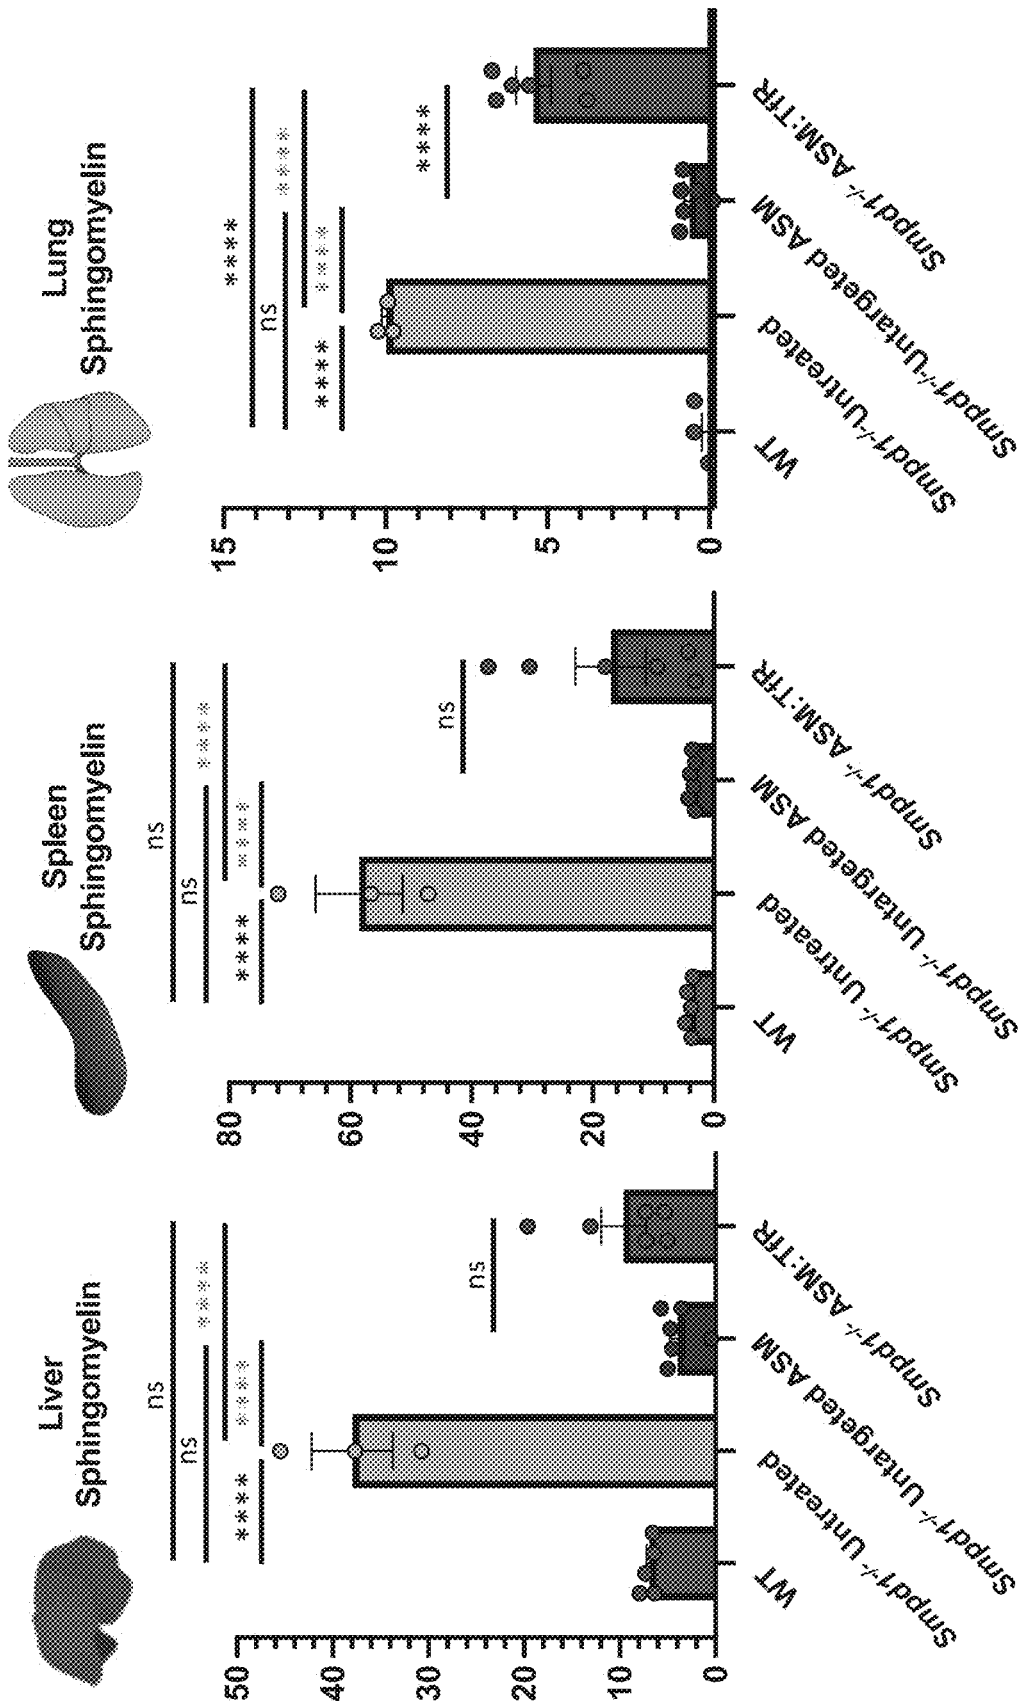 Liver
Sphingomyelin
ns
ns
****
****
****
ns
50
40
30
20
10
0
WT
Smpd1-/- Untreated
Smpd1-/- Untargeted ASM
Smpd1-/- ASM:TfR
Spleen
Sphingomyelin
ns
ns
****
****
****
ns
80
60
40
20
0
WT
Smpd1-/- Untreated
Smpd1-/- Untargeted ASM
Smpd1-/- ASM:TfR
Lung
Sphingomyelin
****
ns
****
****
****
****
15
10
5
0
WT
Smpd1-/-Untreated
Smpd1-/-Untargeted ASM
Smpd1-/- ASM:TfR